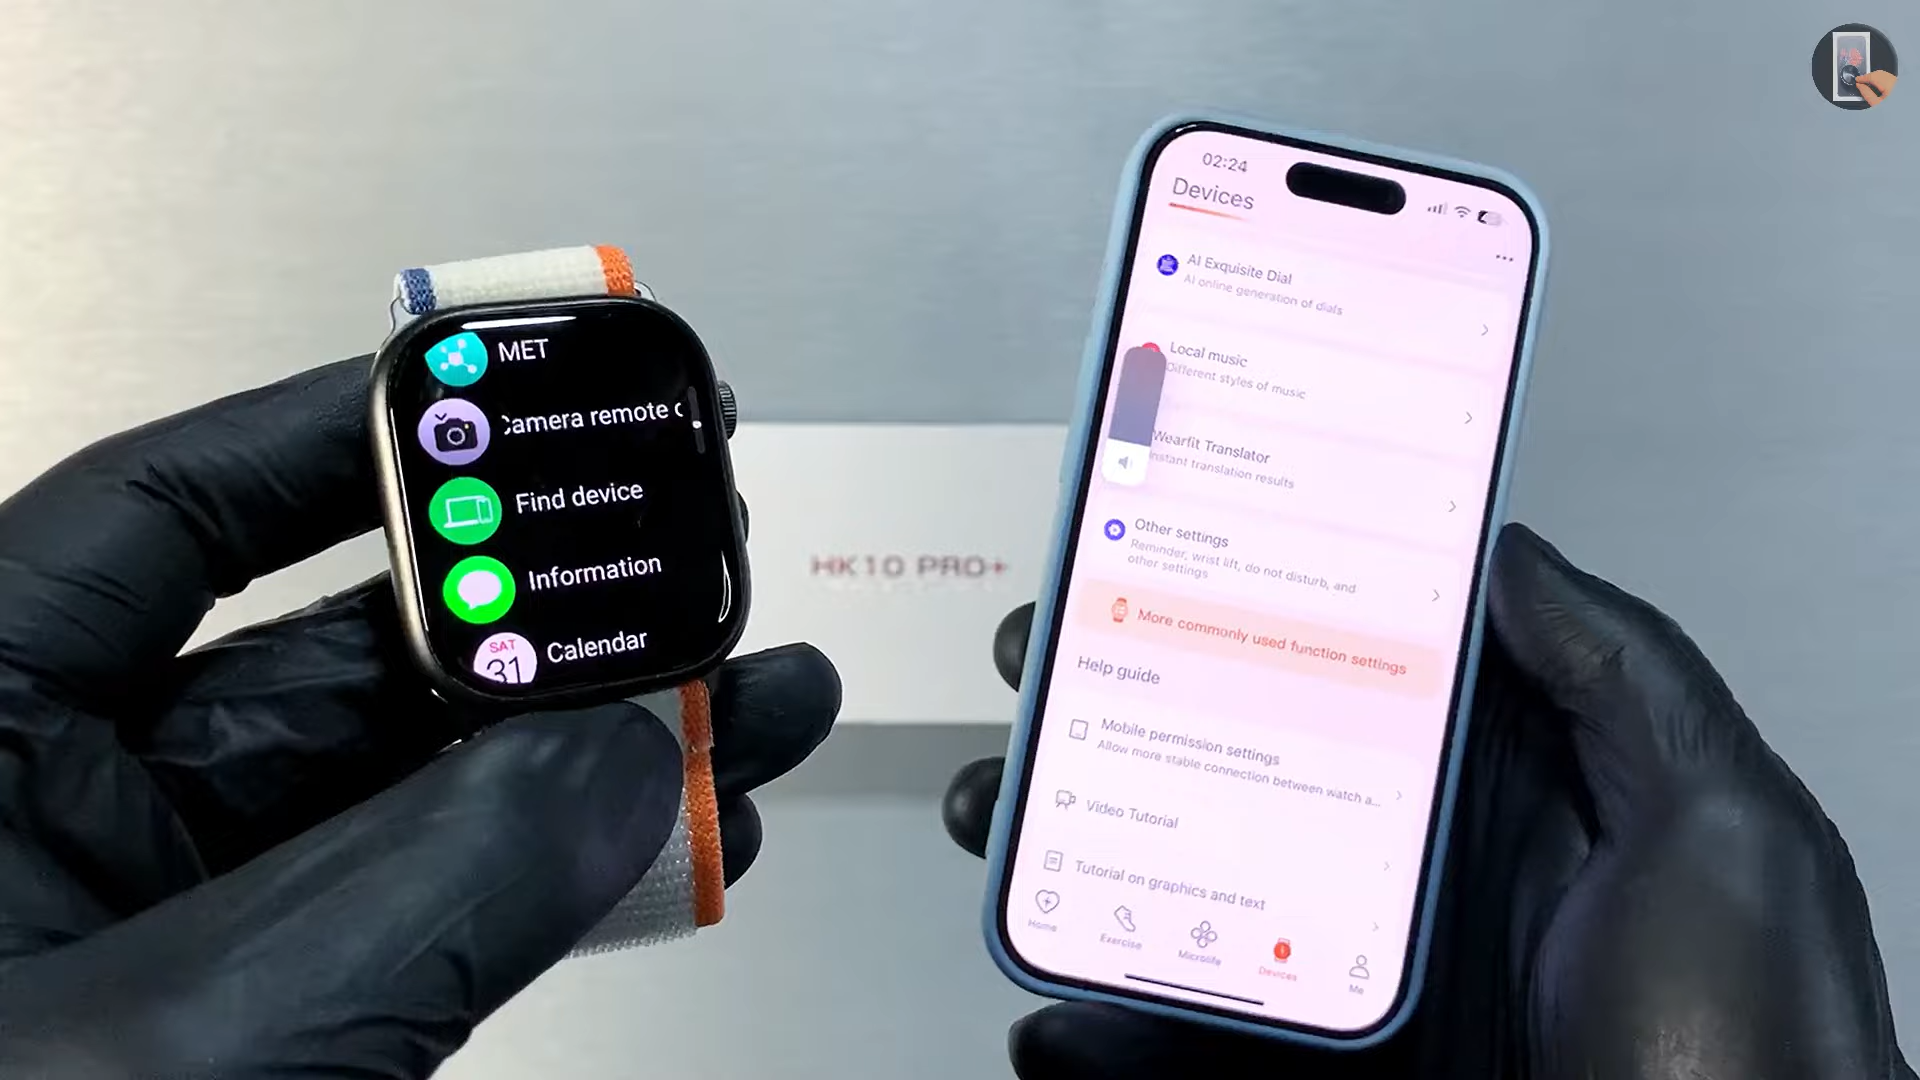 MET
Camera remote c
Find device
Information
SAT
31
Calendar
HK10 PRO+
02:24
Devices
AI Exquisite Dial
AI online generation of dials
Local music
Different styles of music
Wearfit Translator
Instant translation results
Other settings
Reminder, wrist lift, do not disturb, and
other settings
More commonly used function settings
Help guide
Mobile permission settings
Allow more stable connection between watch a...
Video Tutorial
Tutorial on graphics and text
Home
Exercise
Microlife
Devices
Me